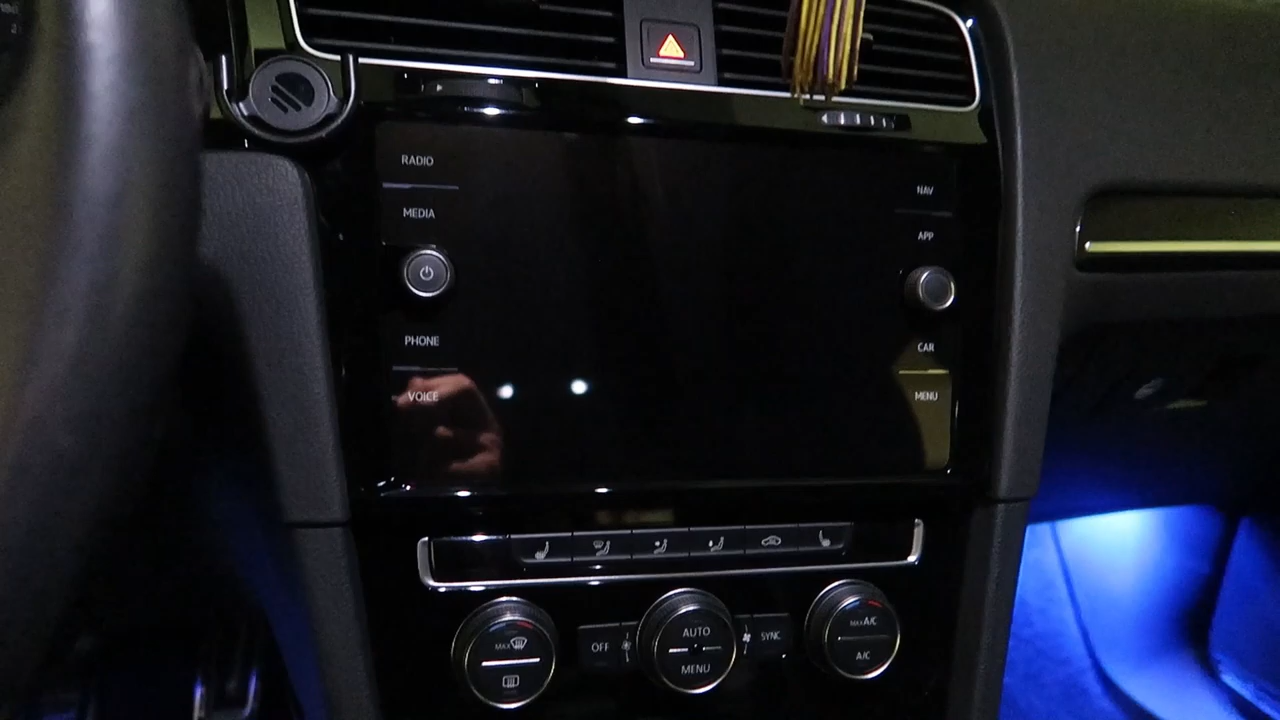 RADIO
MEDIA
PHONE
VOICE
NAV
APP
CAR
MENU
MAX
OFF
AUTO
MENU
SYNC
MAX A/C
A/C